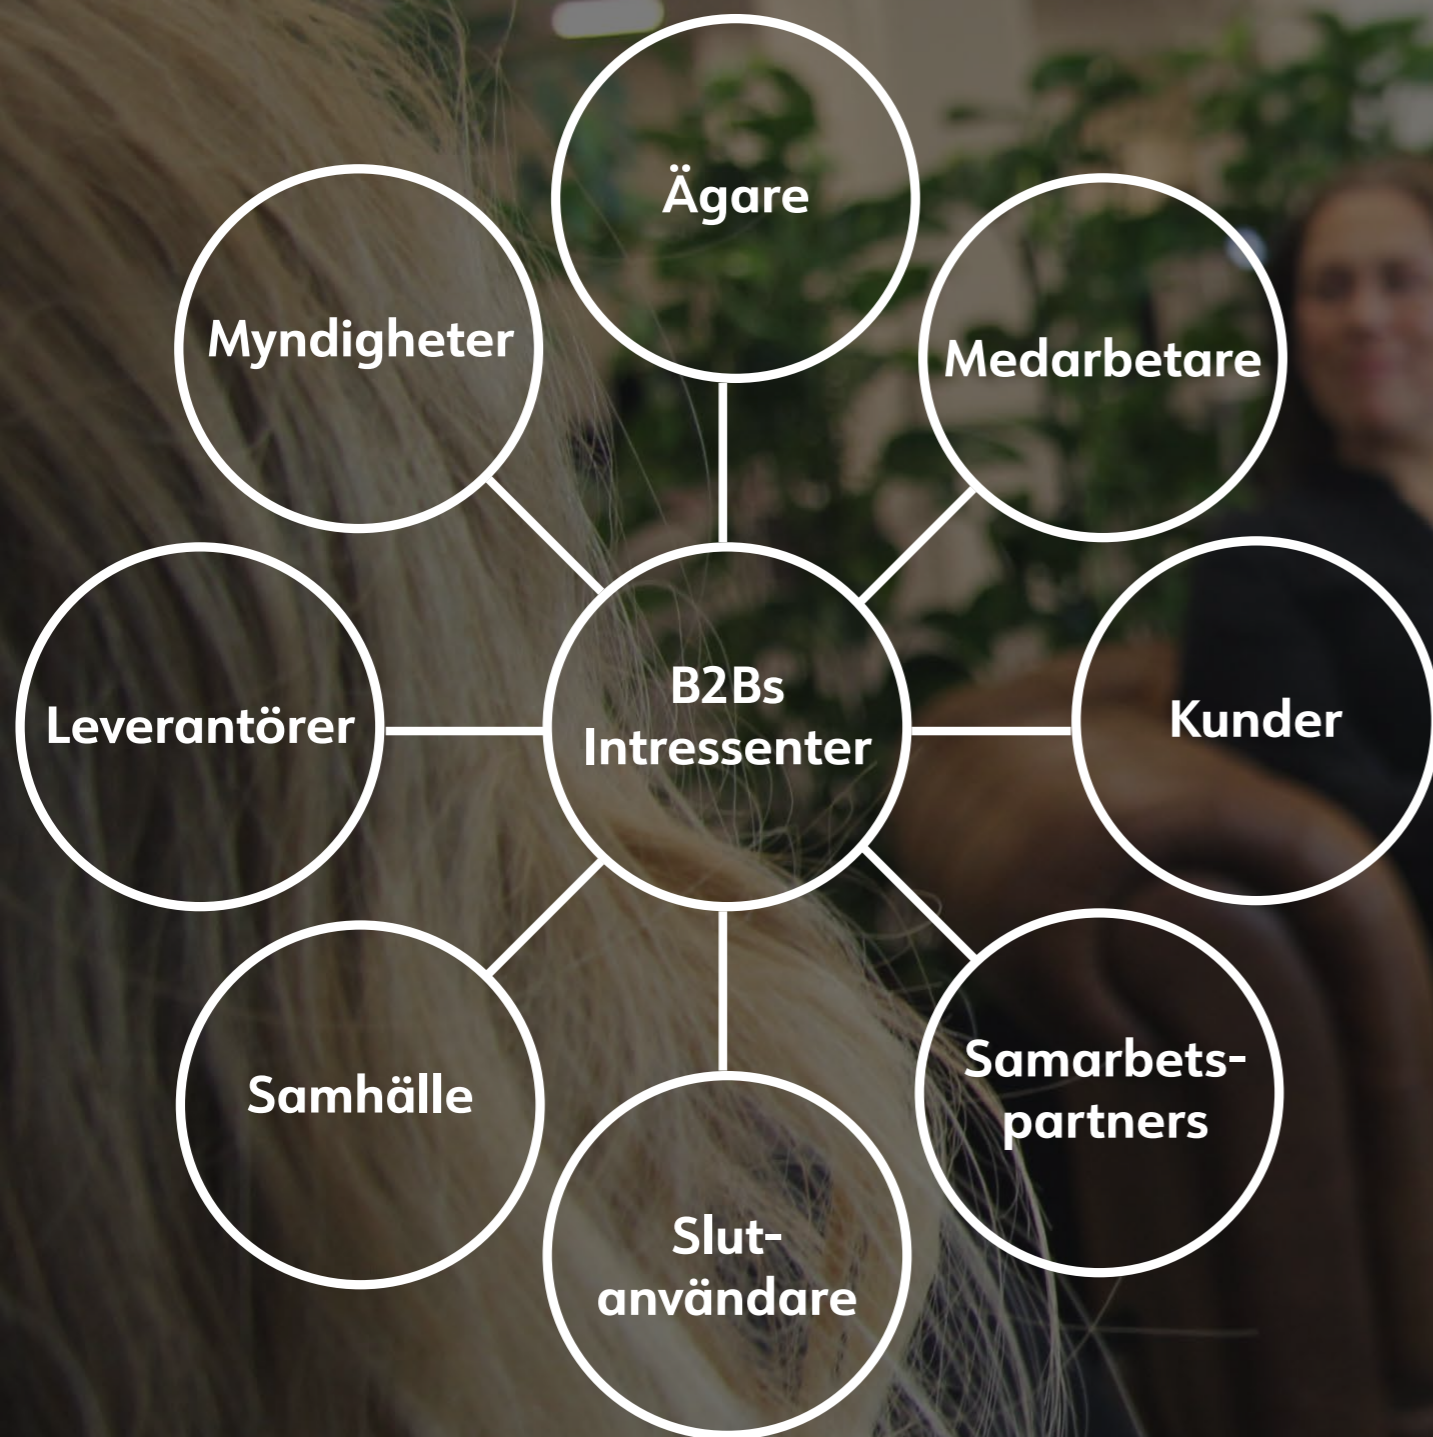 Ägare
Myndigheter
Medarbetare
B2Bs
Intressenter
Leverantörer
Kunder
Samhälle
Samarbets-
partners
Slut-
användare